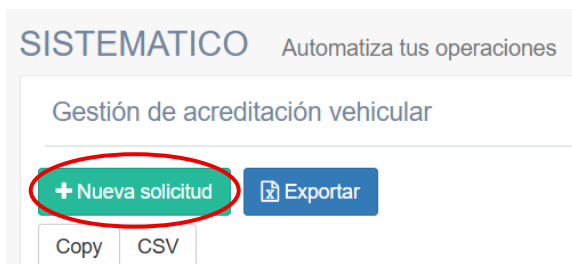 SISTEMATICO Automatiza tus operaciones
Gestión de acreditación vehicular
+ Nueva solicitud Exportar
Copy CSV